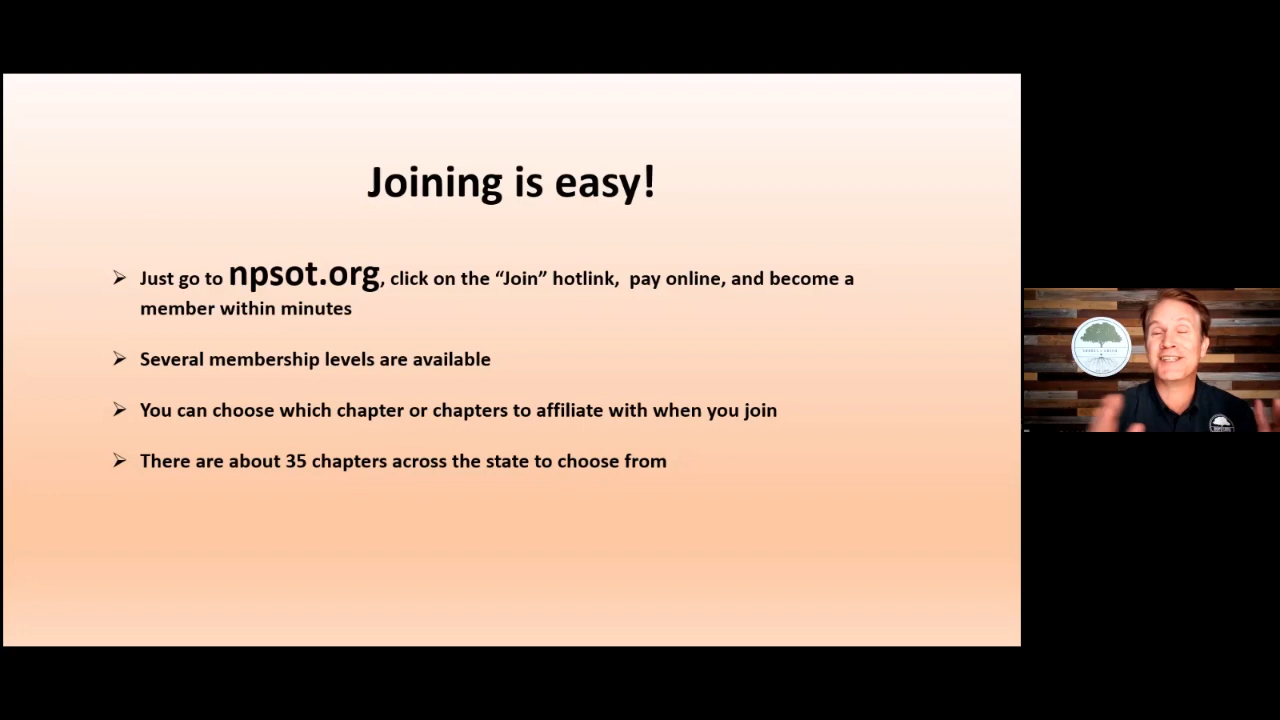 Joining is easy!
➢ Just go to npsot.org, click on the “Join” hotlink,  pay online, and become a
member within minutes
➢ Several membership levels are available
➢ You can choose which chapter or chapters to affiliate with when you join
➢ There are about 35 chapters across the state to choose from